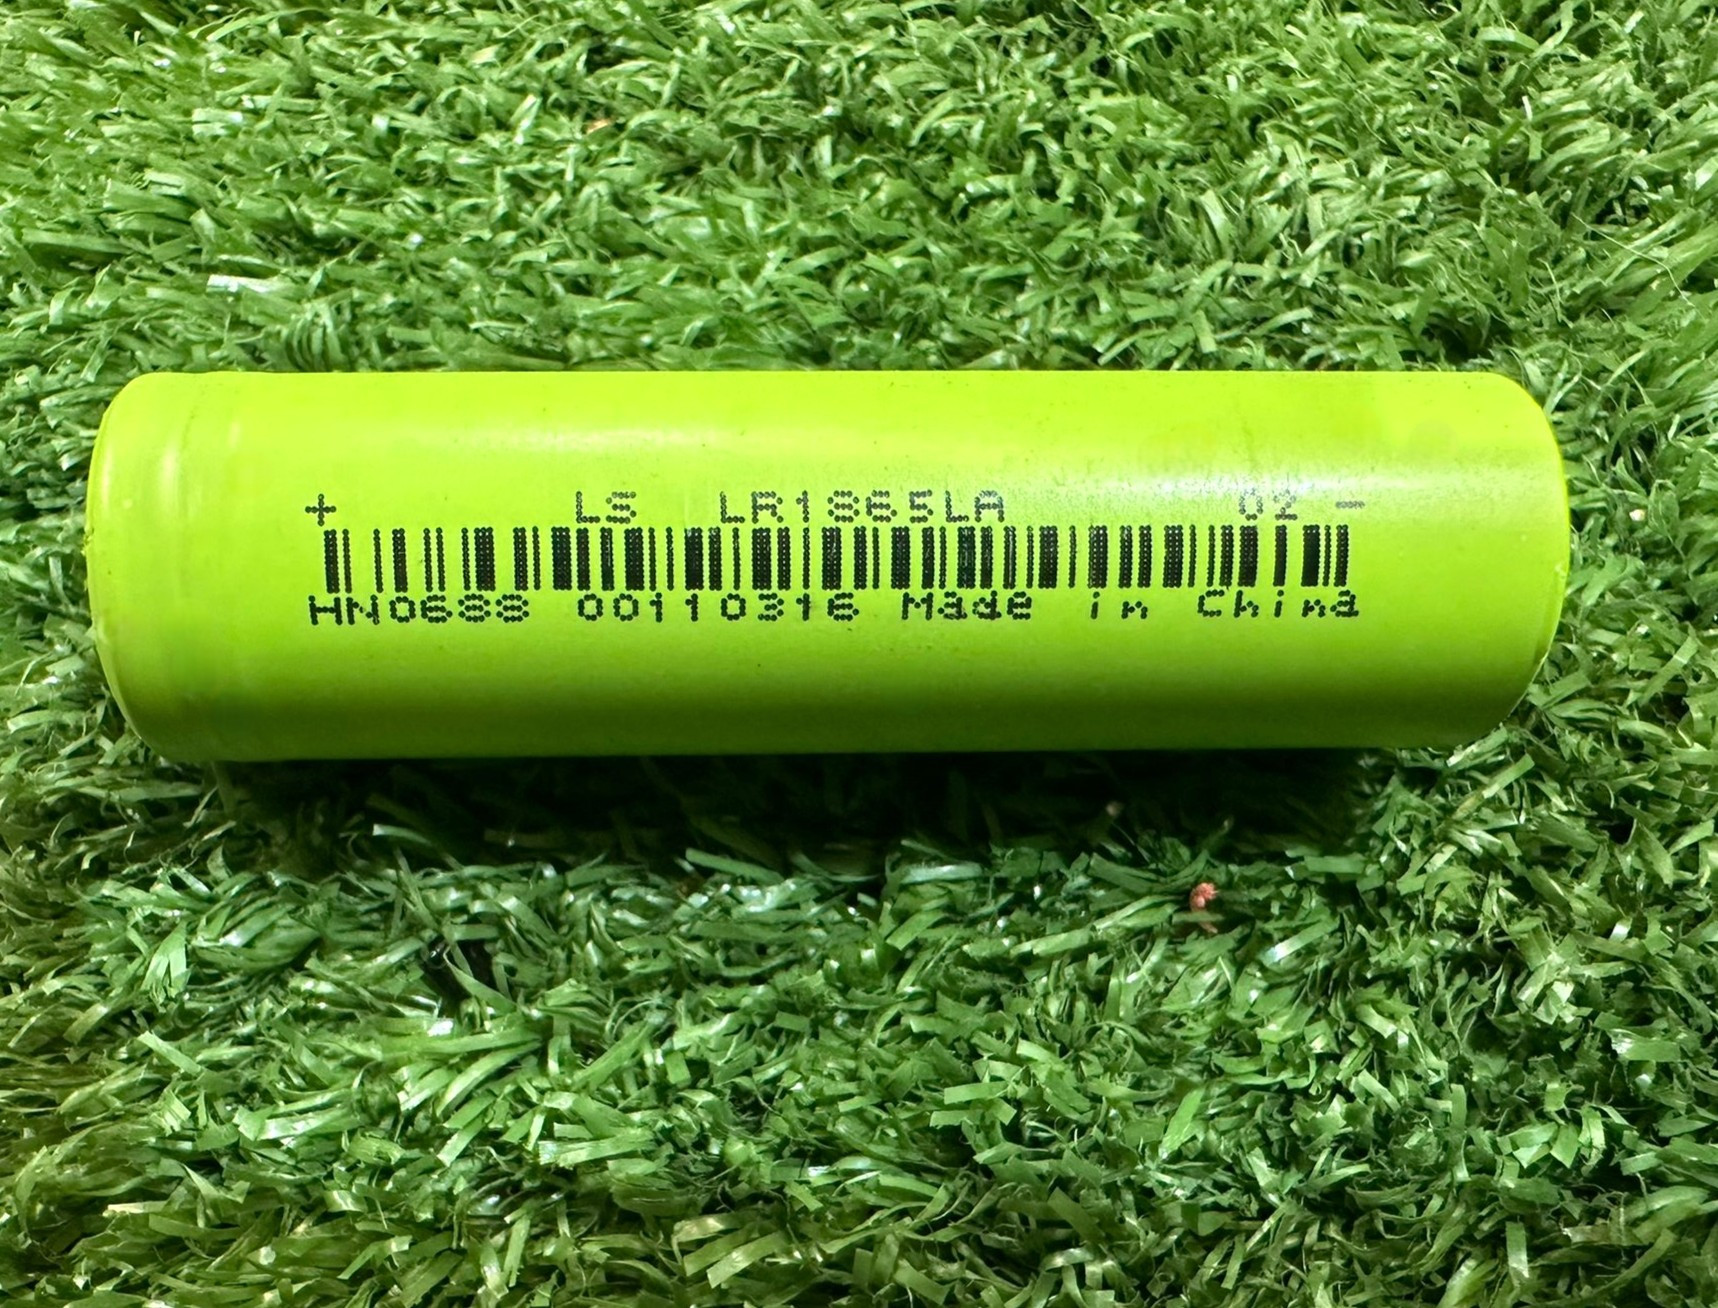 + LS LR1865LA 02 -
HN0688 00110316 Made in China